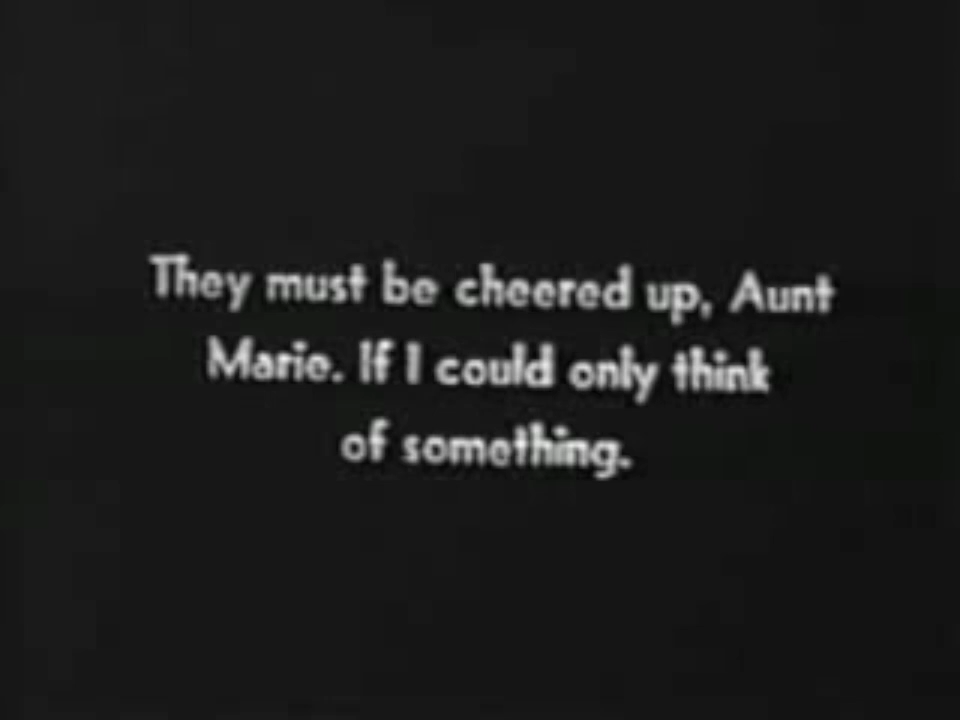 They must be cheered up, Aunt
Marie. If I could only think
of something.